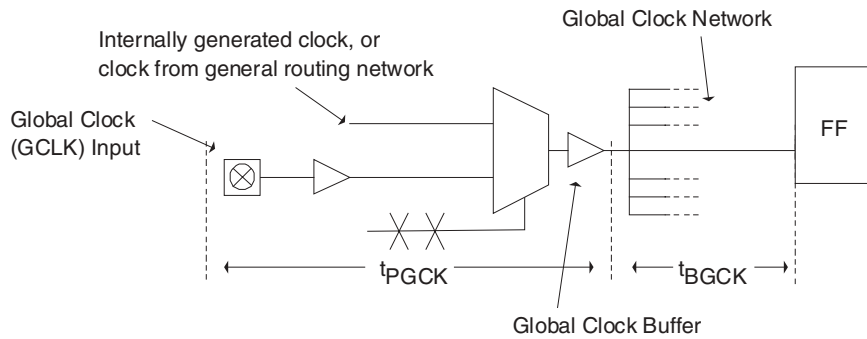 Global Clock Network
Internally generated clock, or
clock from general routing network
Global Clock
(GCLK) Input
FF
tPGCK
tBGCK
Global Clock Buffer